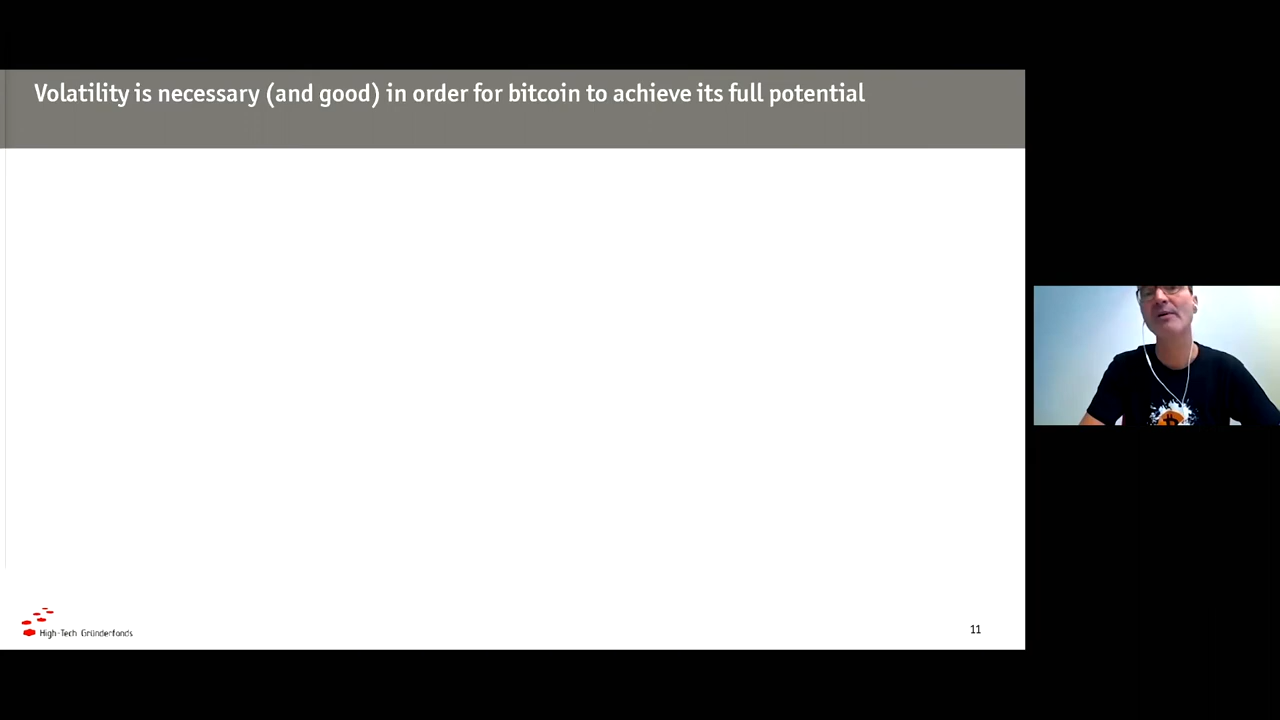 Volatility is necessary (and good) in order for bitcoin to achieve its full potential
High-Tech Gründerfonds
11